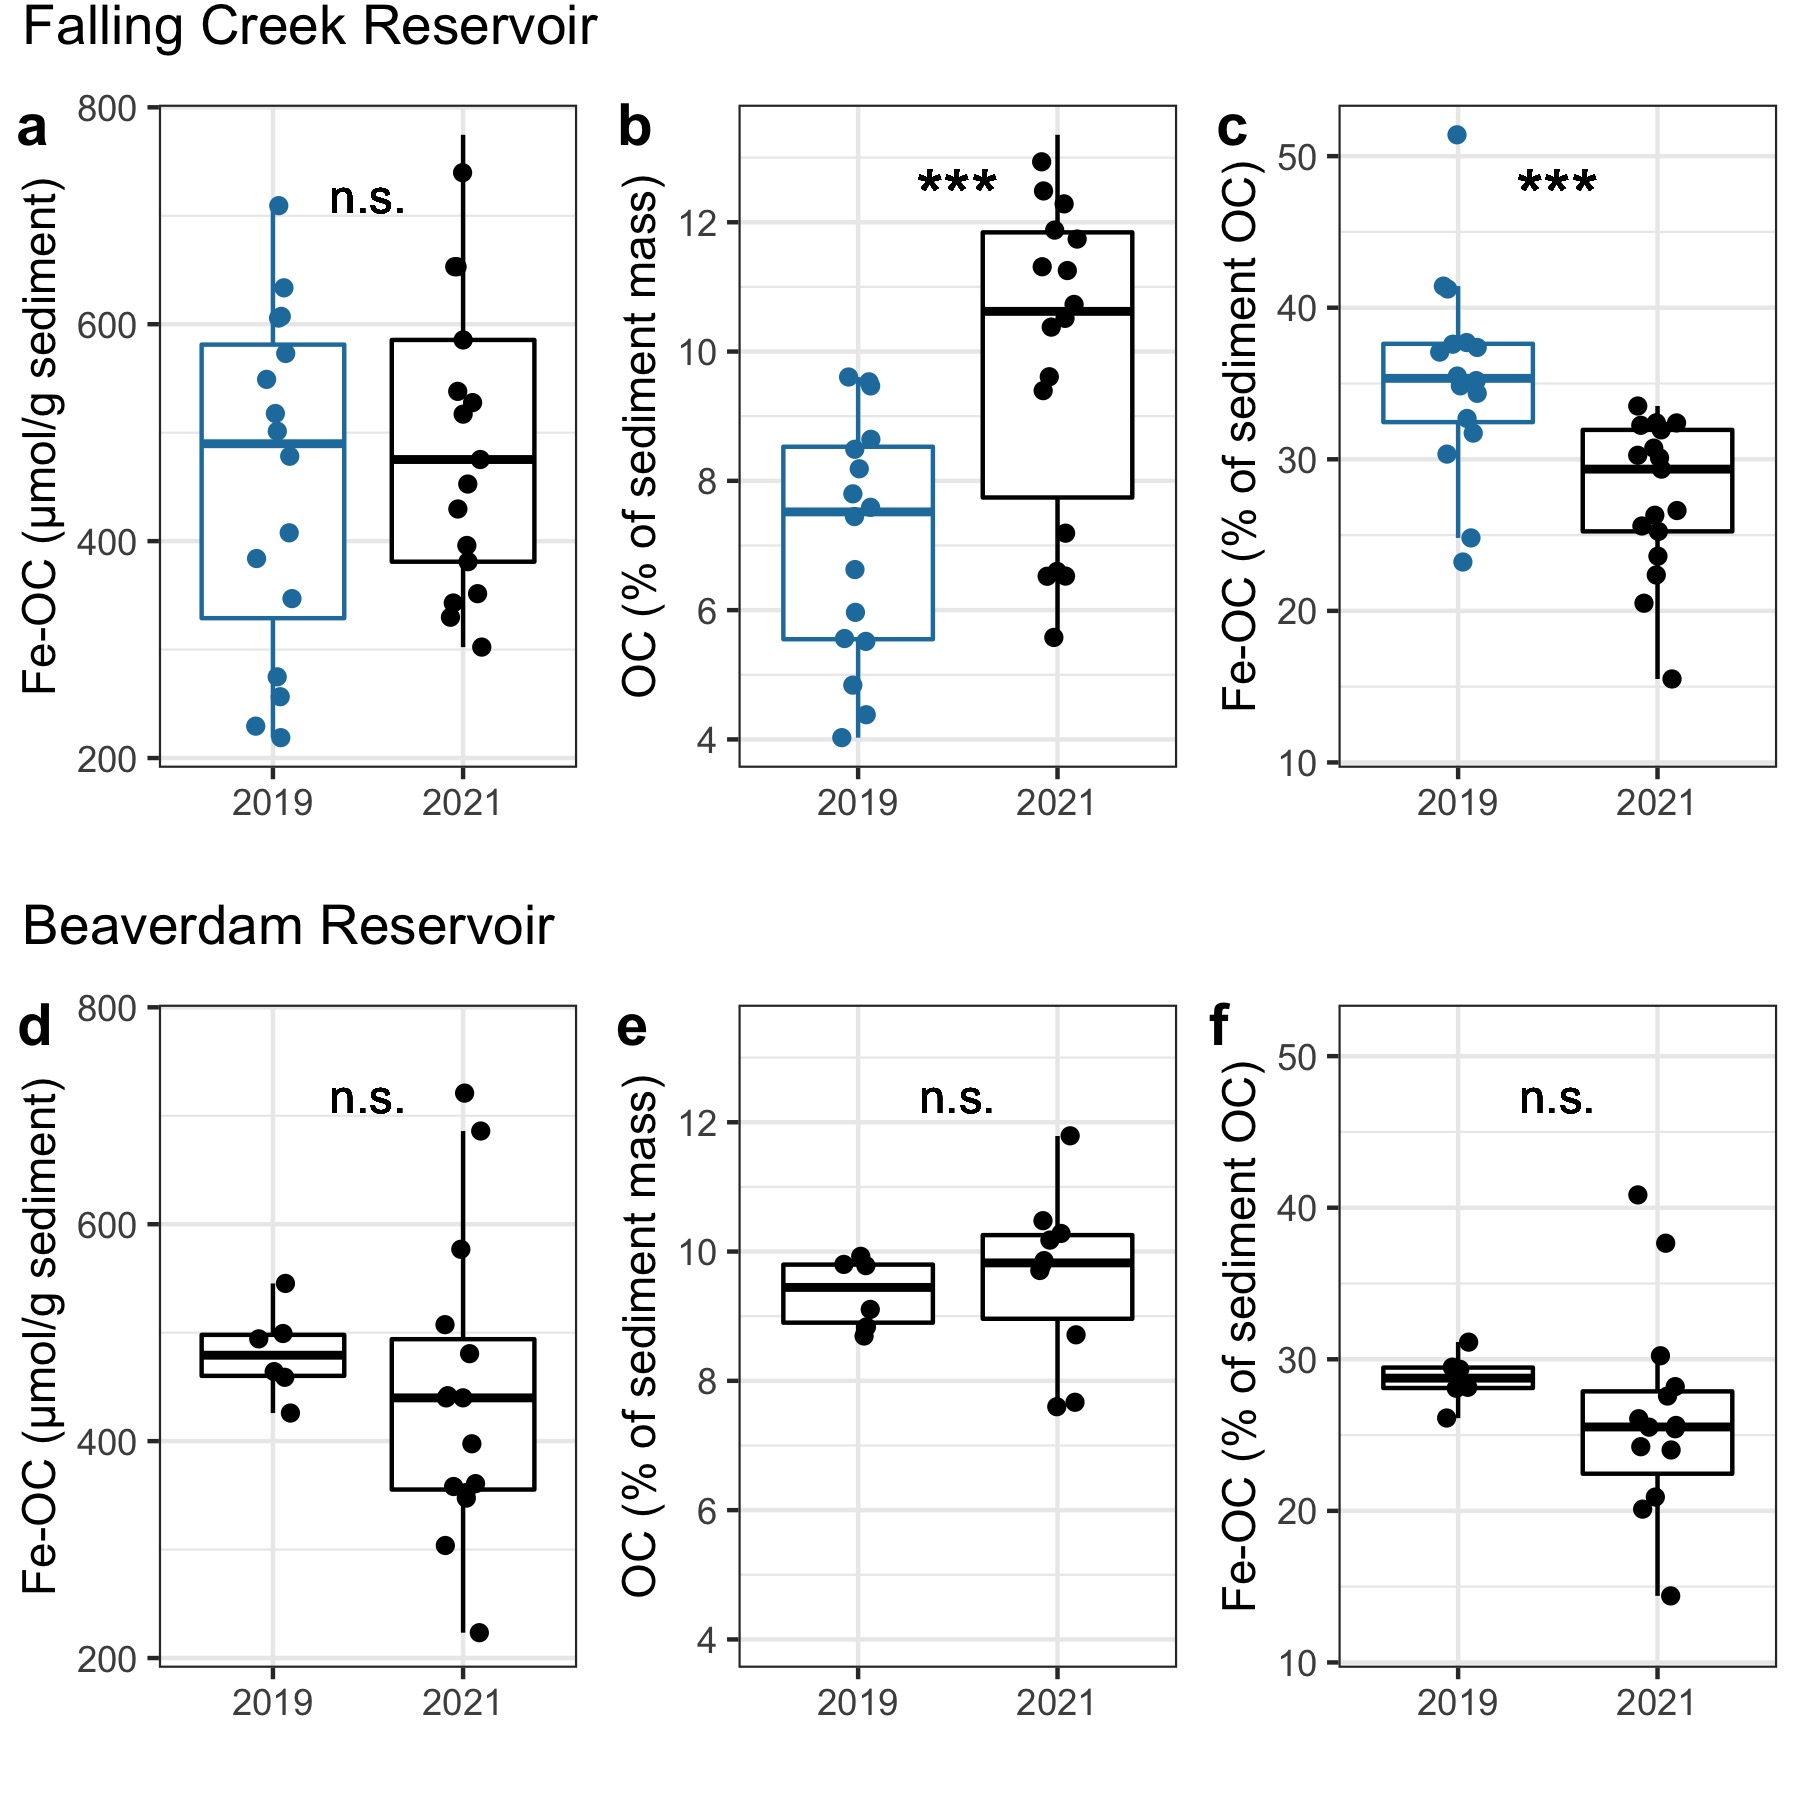 Falling Creek Reservoir
a
Fe-OC (µmol/g sediment)
800
600
400
200
n.s.
2019
2021
b
OC (% of sediment mass)
12
10
8
6
4
***
2019
2021
c
Fe-OC (% of sediment OC)
50
40
30
20
10
***
2019
2021
Beaverdam Reservoir
d
Fe-OC (µmol/g sediment)
800
600
400
200
n.s.
2019
2021
e
OC (% of sediment mass)
12
10
8
6
4
n.s.
2019
2021
f
Fe-OC (% of sediment OC)
50
40
30
20
10
n.s.
2019
2021